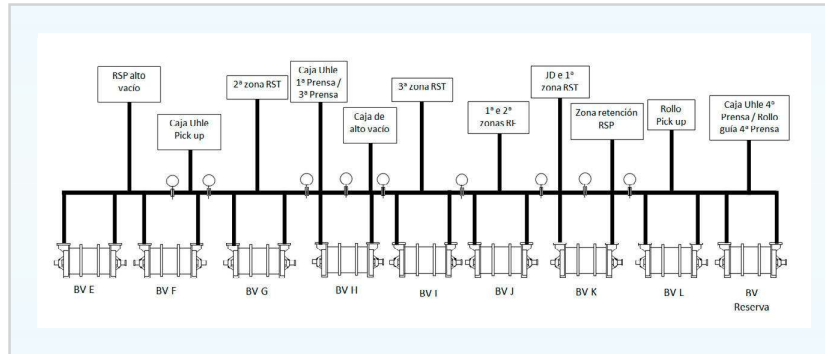 RSP alto
vacío
Caja Uhle
Pick up
2ª zona RST
Caja Uhle
1ª Prensa /
3ª Prensa
Caja de
alto vacío
3ª zona RST
1ª e 2ª
zonas RF
JD e 1ª
zona RST
Zona retención
RSP
Rollo
Pick up
Caja Uhle 4ª
Prensa / Rollo
guía 4ª Prensa
BV E
BV F
BV G
BV H
BV I
BV J
BV K
BV L
BV
Reserva